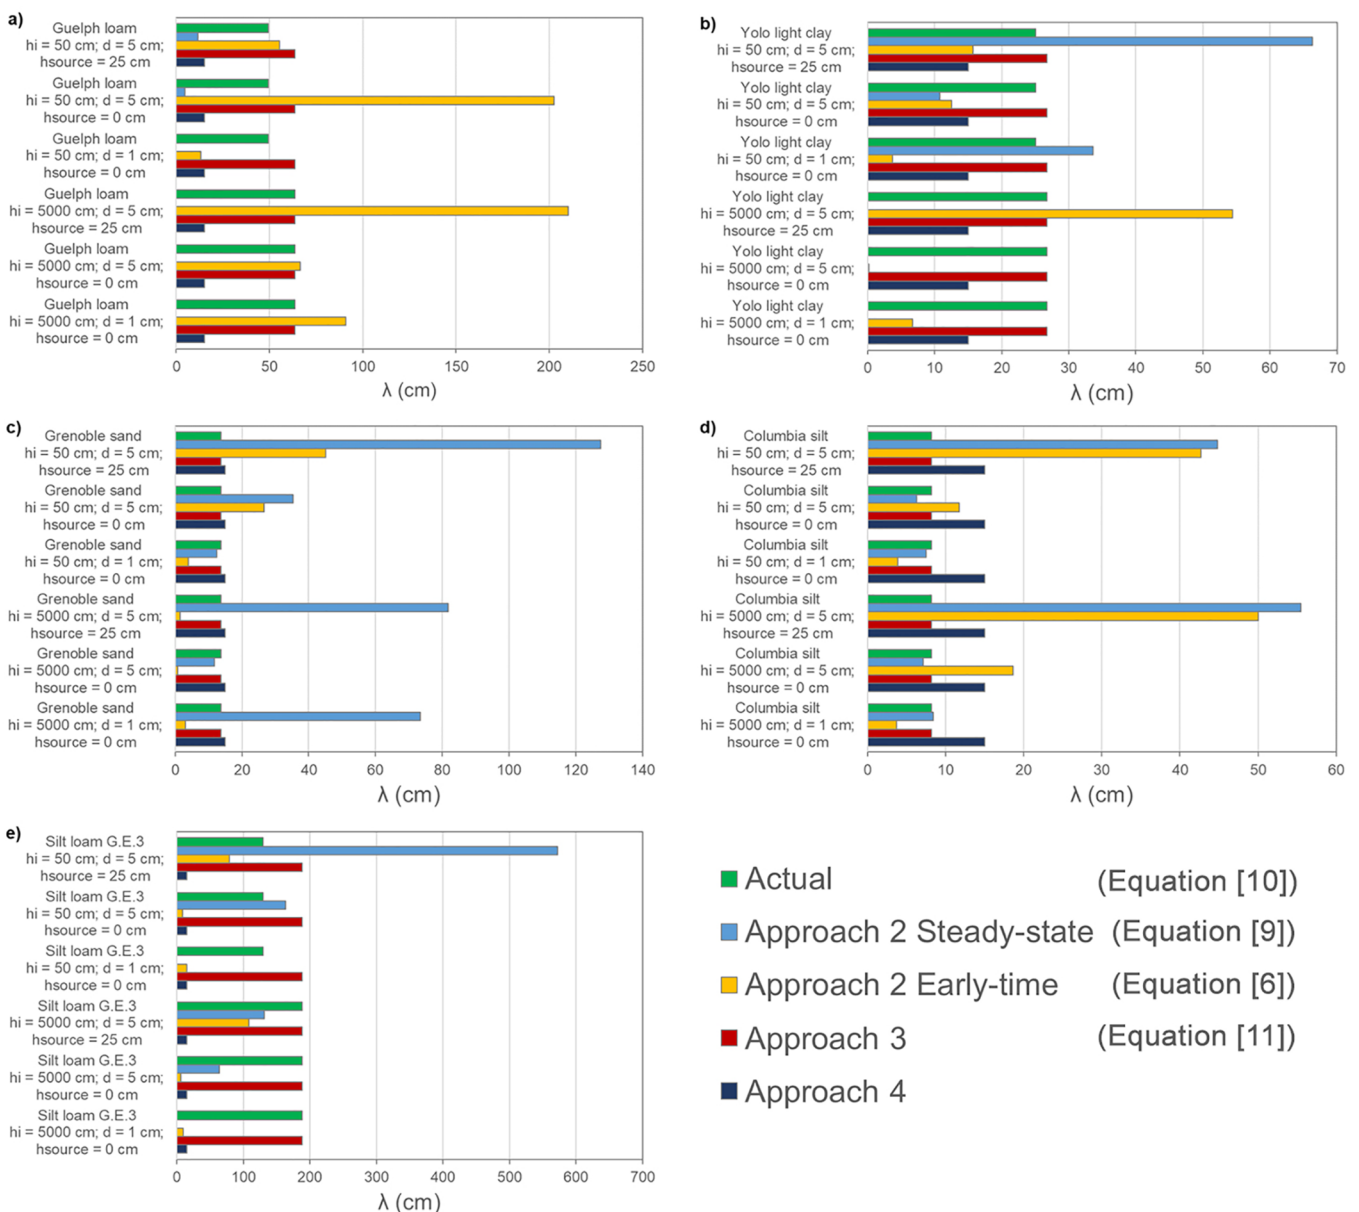 a)
Guelph loam
hi = 50 cm; d = 5 cm;
hsource = 25 cm
Guelph loam
hi = 50 cm; d = 5 cm;
hsource = 0 cm
Guelph loam
hi = 50 cm; d = 1 cm;
hsource = 0 cm
Guelph loam
hi = 5000 cm; d = 5 cm;
hsource = 25 cm
Guelph loam
hi = 5000 cm; d = 5 cm;
hsource = 0 cm
Guelph loam
hi = 5000 cm; d = 1 cm;
hsource = 0 cm
0 50 100 150 200 250
λ (cm)
b)
Yolo light clay
hi = 50 cm; d = 5 cm;
hsource = 25 cm
Yolo light clay
hi = 50 cm; d = 5 cm;
hsource = 0 cm
Yolo light clay
hi = 50 cm; d = 1 cm;
hsource = 0 cm
Yolo light clay
hi = 5000 cm; d = 5 cm;
hsource = 25 cm
Yolo light clay
hi = 5000 cm; d = 5 cm;
hsource = 0 cm
Yolo light clay
hi = 5000 cm; d = 1 cm;
hsource = 0 cm
0 10 20 30 40 50 60 70
λ (cm)
c)
Grenoble sand
hi = 50 cm; d = 5 cm;
hsource = 25 cm
Grenoble sand
hi = 50 cm; d = 5 cm;
hsource = 0 cm
Grenoble sand
hi = 50 cm; d = 1 cm;
hsource = 0 cm
Grenoble sand
hi = 5000 cm; d = 5 cm;
hsource = 25 cm
Grenoble sand
hi = 5000 cm; d = 5 cm;
hsource = 0 cm
Grenoble sand
hi = 5000 cm; d = 1 cm;
hsource = 0 cm
0 20 40 60 80 100 120 140
λ (cm)
d)
Columbia silt
hi = 50 cm; d = 5 cm;
hsource = 25 cm
Columbia silt
hi = 50 cm; d = 5 cm;
hsource = 0 cm
Columbia silt
hi = 50 cm; d = 1 cm;
hsource = 0 cm
Columbia silt
hi = 5000 cm; d = 5 cm;
hsource = 25 cm
Columbia silt
hi = 5000 cm; d = 5 cm;
hsource = 0 cm
Columbia silt
hi = 5000 cm; d = 1 cm;
hsource = 0 cm
0 10 20 30 40 50 60
λ (cm)
e)
Silt loam G.E.3
hi = 50 cm; d = 5 cm;
hsource = 25 cm
Silt loam G.E.3
hi = 50 cm; d = 5 cm;
hsource = 0 cm
Silt loam G.E.3
hi = 50 cm; d = 1 cm;
hsource = 0 cm
Silt loam G.E.3
hi = 5000 cm; d = 5 cm;
hsource = 25 cm
Silt loam G.E.3
hi = 5000 cm; d = 5 cm;
hsource = 0 cm
Silt loam G.E.3
hi = 5000 cm; d = 1 cm;
hsource = 0 cm
0 100 200 300 400 500 600 700
λ (cm)
Actual (Equation [10])
Approach 2 Steady-state (Equation [9])
Approach 2 Early-time (Equation [6])
Approach 3 (Equation [11])
Approach 4